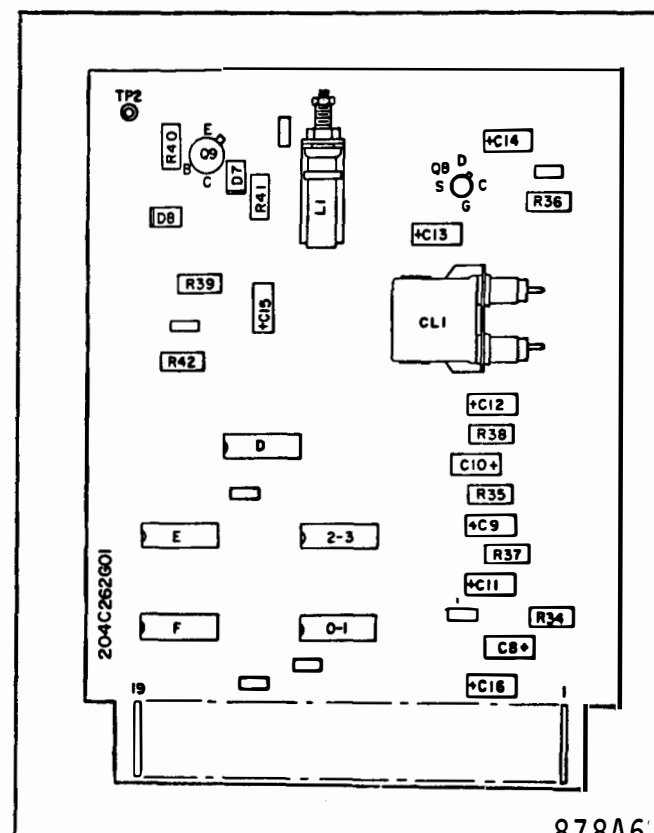 TP2
R40
E
Q9
B
C
D7
R41
D8
L1
+C14
Q8
D
S
C
G
R36
+C13
R39
+C15
CL1
R42
+C12
R38
D
C10+
R35
E
2-3
+C9
R37
+C11
204C262G01
F
0-1
R34
C8+
+C16
19
1